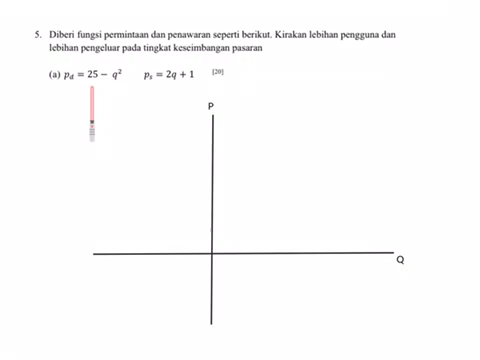 5. Diberi fungsi permintaan dan penawaran seperti berikut. Kirakan lebihan pengguna dan
lebihan pengeluar pada tingkat keseimbangan pasaran
(a) p_d = 25 − q² p_s = 2q + 1 [20]
P
Q